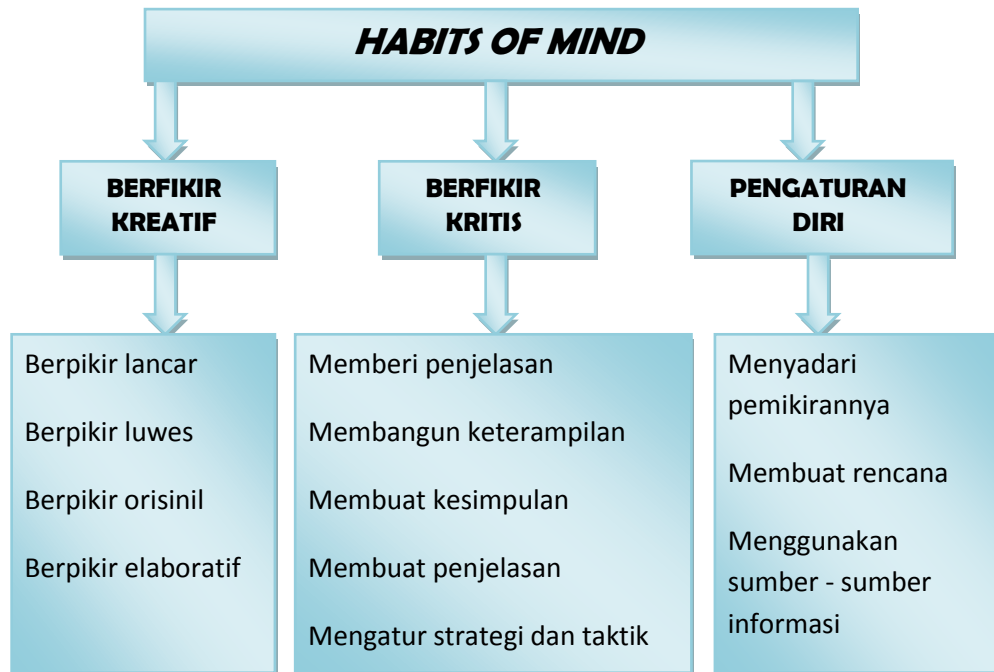 HABITS OF MIND
BERFIKIR
KREATIF
BERFIKIR
KRITIS
PENGATURAN
DIRI
Berpikir lancar
Berpikir luwes
Berpikir orisinil
Berpikir elaboratif
Memberi penjelasan
Membangun keterampilan
Membuat kesimpulan
Membuat penjelasan
Mengatur strategi dan taktik
Menyadari
pemikirannya
Membuat rencana
Menggunakan
sumber - sumber
informasi